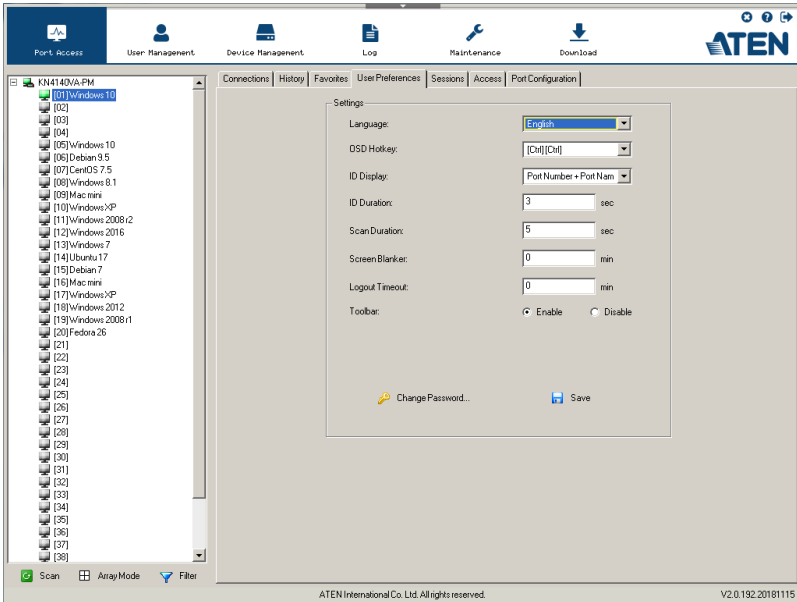 Port Access
User Management
Device Management
Log
Maintenance
Download
ATEN
KN4140VA-PM
[01]Windows 10
[02]
[03]
[04]
[05]Windows 10
[06]Debian 9.5
[07]CentOS 7.5
[08]Windows 8.1
[09]Mac mini
[10]WindowsXP
[11]Windows 2008 r2
[12]Windows 2016
[13]Windows 7
[14]Ubuntu 17
[15]Debian 7
[16]Mac mini
[17]WindowsXP
[18]Windows 2012
[19]Windows 2008 r1
[20]Fedora 26
[21]
[22]
[23]
[24]
[25]
[26]
[27]
[28]
[29]
[30]
[31]
[32]
[33]
[34]
[35]
[36]
[37]
[38]
Scan
Array Mode
Filter
Connections History Favorites User Preferences Sessions Access Port Configuration
Settings
Language: English
OSD Hotkey: [Ctrl][Ctrl]
ID Display: Port Number + Port Nam
ID Duration: 3 sec
Scan Duration: 5 sec
Screen Blanker: 0 min
Logout Timeout: 0 min
Toolbar: Enable Disable
Change Password...
Save
ATEN International Co. Ltd. All rights reserved.
V2.0.192.20181115